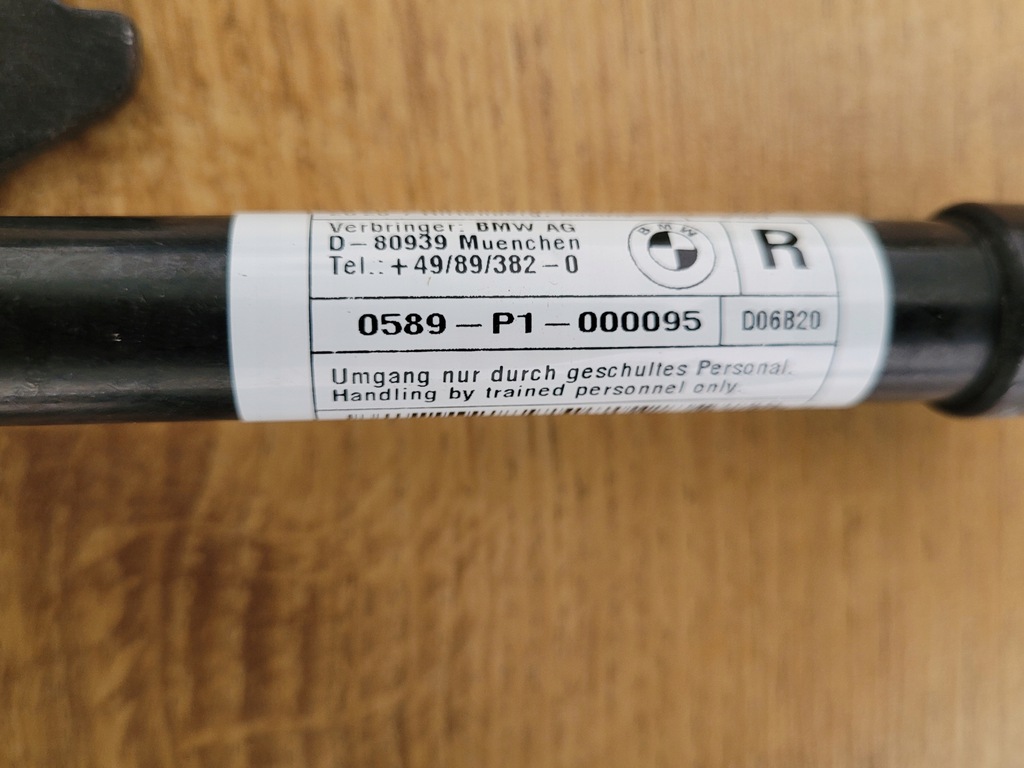 Verbringer: BMW AG
D-80939 Muenchen
Tel.: +49/89/382-0
BMW
R
0589-P1-000095
D06B20
Umgang nur durch geschultes Personal.
Handling by trained personnel only.